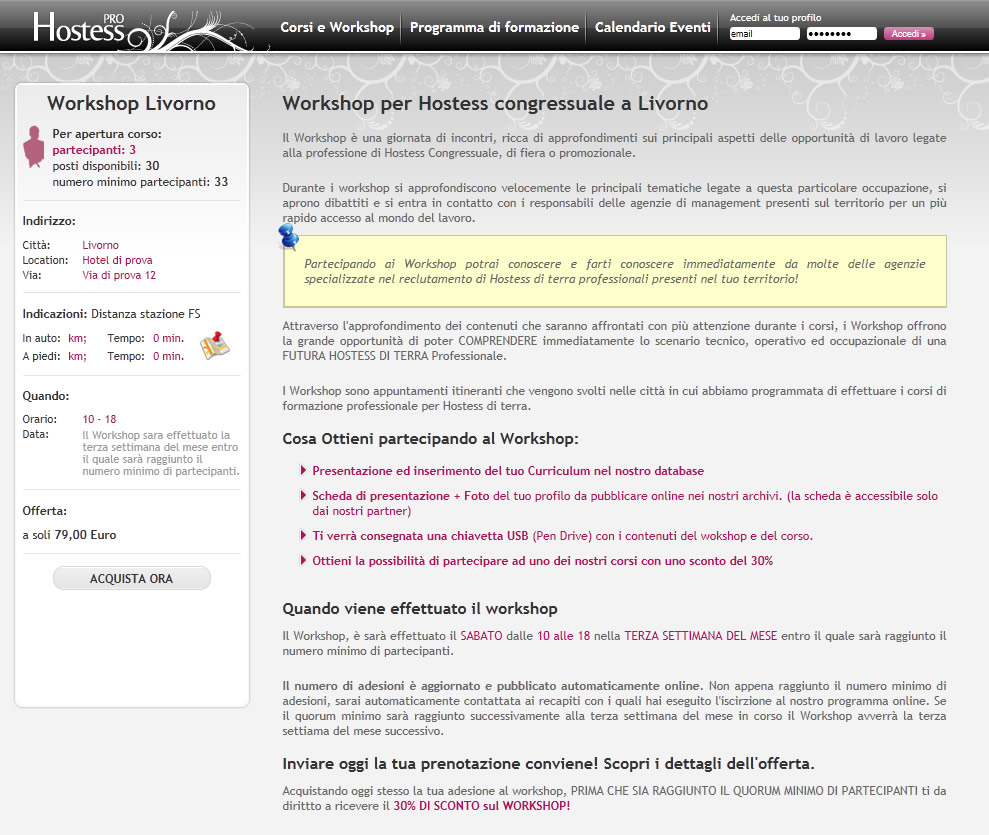 Hostess PRO
Corsi e Workshop
Programma di formazione
Calendario Eventi
Accedi al tuo profilo
email
Accedi »
Workshop Livorno
Per apertura corso:
partecipanti: 3
posti disponibili: 30
numero minimo partecipanti: 33
Indirizzo:
Città: Livorno
Location: Hotel di prova
Via: Via di prova 12
Indicazioni: Distanza stazione FS
In auto: km; Tempo: 0 min.
A piedi: km; Tempo: 0 min.
Quando:
Orario: 10 - 18
Data: Il Workshop sara effettuato la
terza settimana del mese entro
il quale sarà raggiunto il
numero minimo di partecipanti.
Offerta:
a soli 79,00 Euro
ACQUISTA ORA
Workshop per Hostess congressuale a Livorno
Il Workshop è una giornata di incontri, ricca di approfondimenti sui principali aspetti delle opportunità di lavoro legate
alla professione di Hostess Congressuale, di fiera o promozionale.
Durante i workshop si approfondiscono velocemente le principali tematiche legate a questa particolare occupazione, si
aprono dibattiti e si entra in contatto con i responsabili delle agenzie di management presenti sul territorio per un più
rapido accesso al mondo del lavoro.
Partecipando ai Workshop potrai conoscere e farti conoscere immediatamente da molte delle agenzie
specializzate nel reclutamento di Hostess di terra professionali presenti nel tuo territorio!
Attraverso l'approfondimento dei contenuti che saranno affrontati con più attenzione durante i corsi, i Workshop offrono
la grande opportunità di poter COMPRENDERE immediatamente lo scenario tecnico, operativo ed occupazionale di una
FUTURA HOSTESS DI TERRA Professionale.
I Workshop sono appuntamenti itineranti che vengono svolti nelle città in cui abbiamo programmata di effettuare i corsi di
formazione professionale per Hostess di terra.
Cosa Ottieni partecipando al Workshop:
Presentazione ed inserimento del tuo Curriculum nel nostro database
Scheda di presentazione + Foto del tuo profilo da pubblicare online nei nostri archivi. (la scheda è accessibile solo
dai nostri partner)
Ti verrà consegnata una chiavetta USB (Pen Drive) con i contenuti del wokshop e del corso.
Ottieni la possibilità di partecipare ad uno dei nostri corsi con uno sconto del 30%
Quando viene effettuato il workshop
Il Workshop, è sarà effettuato il SABATO dalle 10 alle 18 nella TERZA SETTIMANA DEL MESE entro il quale sarà raggiunto il
numero minimo di partecipanti.
Il numero di adesioni è aggiornato e pubblicato automaticamente online. Non appena raggiunto il numero minimo di
adesioni, sarai automaticamente contattata ai recapiti con i quali hai eseguito l'iscirzione al nostro programma online. Se
il quorum minimo sarà raggiunto successivamente alla terza settimana del mese in corso il Workshop avverrà la terza
settiama del mese successivo.
Inviare oggi la tua prenotazione conviene! Scopri i dettagli dell'offerta.
Acquistando oggi stesso la tua adesione al workshop, PRIMA CHE SIA RAGGIUNTO IL QUORUM MINIMO DI PARTECIPANTI ti da
dirittto a ricevere il 30% DI SCONTO sul WORKSHOP!